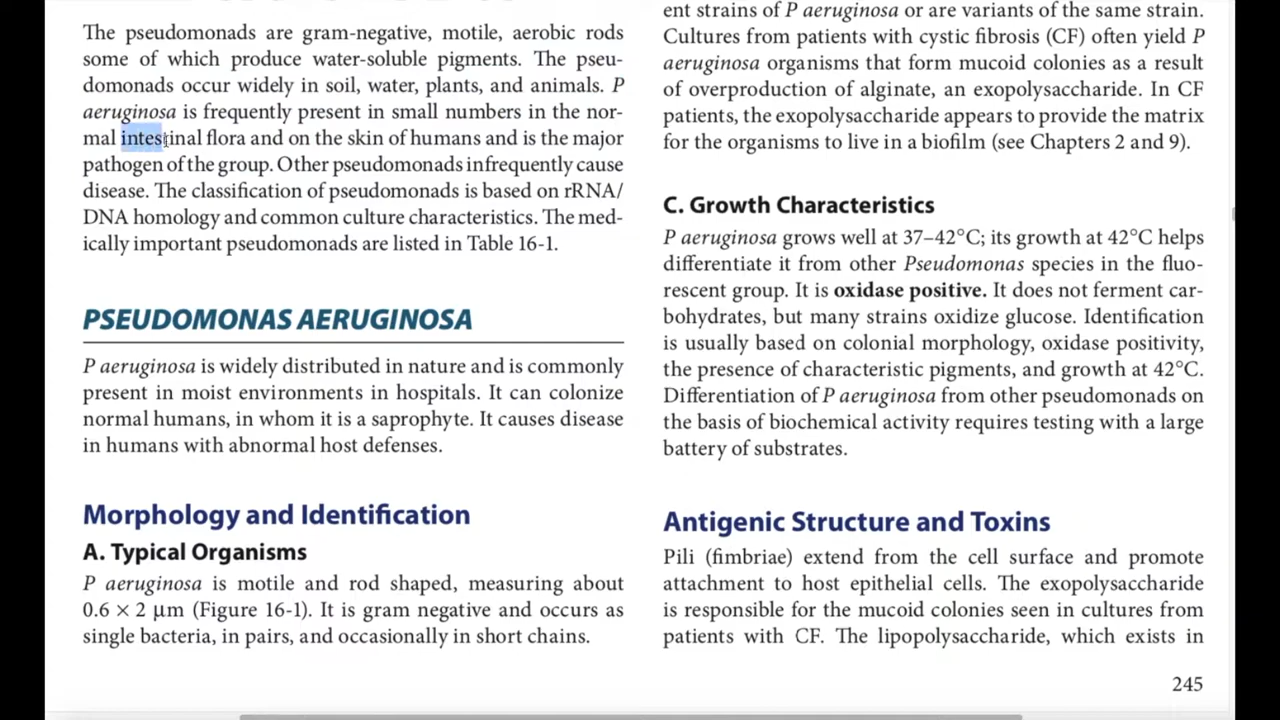 The pseudomonads are gram-negative, motile, aerobic rods
some of which produce water-soluble pigments. The pseu-
domonads occur widely in soil, water, plants, and animals. P
aeruginosa is frequently present in small numbers in the nor-
mal intestinal flora and on the skin of humans and is the major
pathogen of the group. Other pseudomonads infrequently cause
disease. The classification of pseudomonads is based on rRNA/
DNA homology and common culture characteristics. The med-
ically important pseudomonads are listed in Table 16-1.
PSEUDOMONAS AERUGINOSA
P aeruginosa is widely distributed in nature and is commonly
present in moist environments in hospitals. It can colonize
normal humans, in whom it is a saprophyte. It causes disease
in humans with abnormal host defenses.
Morphology and Identification
A. Typical Organisms
P aeruginosa is motile and rod shaped, measuring about
0.6 × 2 μm (Figure 16-1). It is gram negative and occurs as
single bacteria, in pairs, and occasionally in short chains.
ent strains of P aeruginosa or are variants of the same strain.
Cultures from patients with cystic fibrosis (CF) often yield P
aeruginosa organisms that form mucoid colonies as a result
of overproduction of alginate, an exopolysaccharide. In CF
patients, the exopolysaccharide appears to provide the matrix
for the organisms to live in a biofilm (see Chapters 2 and 9).
C. Growth Characteristics
P aeruginosa grows well at 37–42°C; its growth at 42°C helps
differentiate it from other Pseudomonas species in the fluo-
rescent group. It is oxidase positive. It does not ferment car-
bohydrates, but many strains oxidize glucose. Identification
is usually based on colonial morphology, oxidase positivity,
the presence of characteristic pigments, and growth at 42°C.
Differentiation of P aeruginosa from other pseudomonads on
the basis of biochemical activity requires testing with a large
battery of substrates.
Antigenic Structure and Toxins
Pili (fimbriae) extend from the cell surface and promote
attachment to host epithelial cells. The exopolysaccharide
is responsible for the mucoid colonies seen in cultures from
patients with CF. The lipopolysaccharide, which exists in
245